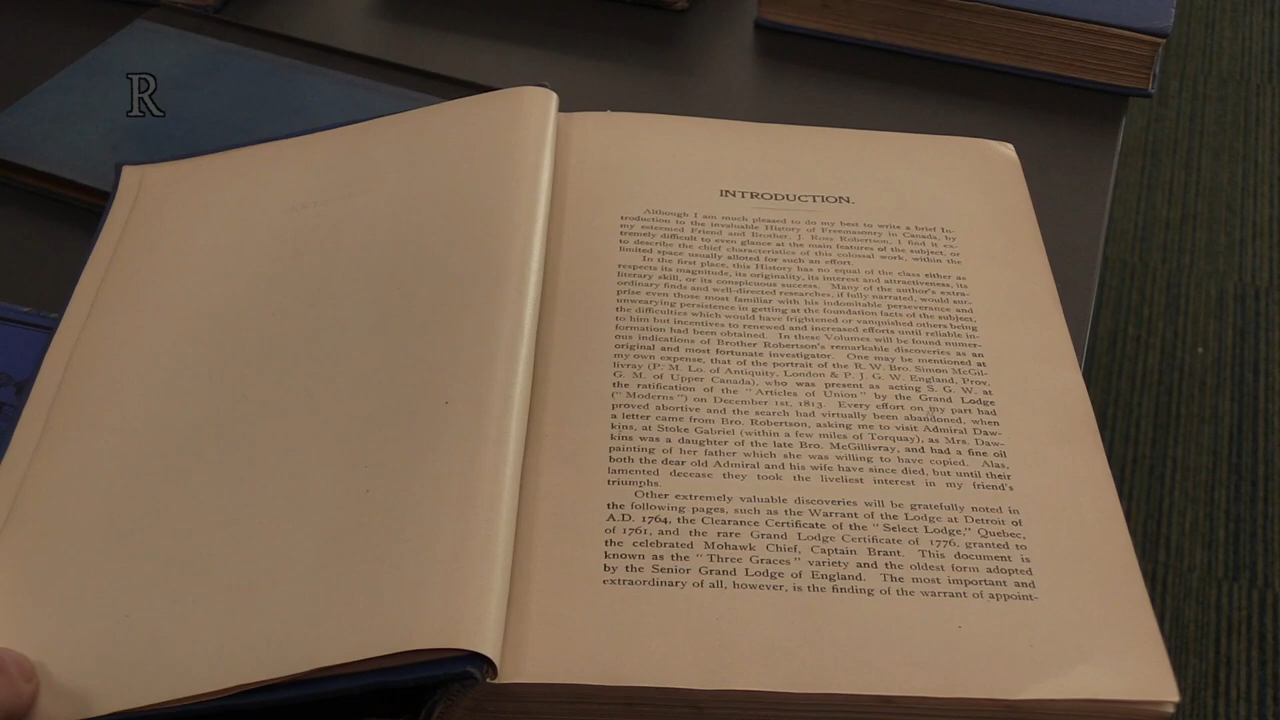 R
INTRODUCTION.
Although I am much pleased to do my best to write a brief In-
troduction to the invaluable History of Freemasonry in Canada, by
my esteemed Friend and Brother, J. Ross Robertson, I find it ex-
tremely difficult to even glance at the main features of the subject, or
to describe the chief characteristics of this colossal work, within the
limited space usually allotted for such an effort.
In the first place, this History has no equal of the class either as
respects its magnitude, its originality, its interest and attractiveness, its
literary skill, or its conspicuous success. Many of the author's extra-
ordinary finds and well-directed researches, if fully narrated, would sur-
prise even those most familiar with his indomitable perseverance and
unwearying persistence in getting at the foundation facts of the subject,
the difficulties which would have frightened or vanquished others being
to him but incentives to renewed and increased efforts until reliable in-
formation had been obtained. In these Volumes will be found numer-
ous indications of Brother Robertson's remarkable discoveries as an
original and most fortunate investigator. One may be mentioned at
my own expense, that of the portrait of the R. W. Bro. Simon McGil-
livray (P. M. Lo. of Antiquity, London & P. J. G. W. England, Prov.
G. M. of Upper Canada), who was present as acting S. G. W. at
the ratification of the "Articles of Union" by the Grand Lodge
("Moderns") on December 1st, 1813. Every effort on my part had
proved abortive and the search had virtually been abandoned, when
a letter came from Bro. Robertson, asking me to visit Admiral Daw-
kins, at Stoke Gabriel (within a few miles of Torquay), as Mrs. Daw-
kins was a daughter of the late Bro. McGillivray, and had a fine oil
painting of her father which she was willing to have copied. Alas,
both the dear old Admiral and his wife have since died, but until their
lamented decease they took the liveliest interest in my friend's
triumphs.
Other extremely valuable discoveries will be gratefully noted in
the following pages, such as the Warrant of the Lodge at Detroit of
A.D. 1764, the Clearance Certificate of the "Select Lodge," Quebec,
of 1761, and the rare Grand Lodge Certificate of 1776, granted to
the celebrated Mohawk Chief, Captain Brant. This document is
known as the "Three Graces" variety and the oldest form adopted
by the Senior Grand Lodge of England. The most important and
extraordinary of all, however, is the finding of the warrant of appoint-